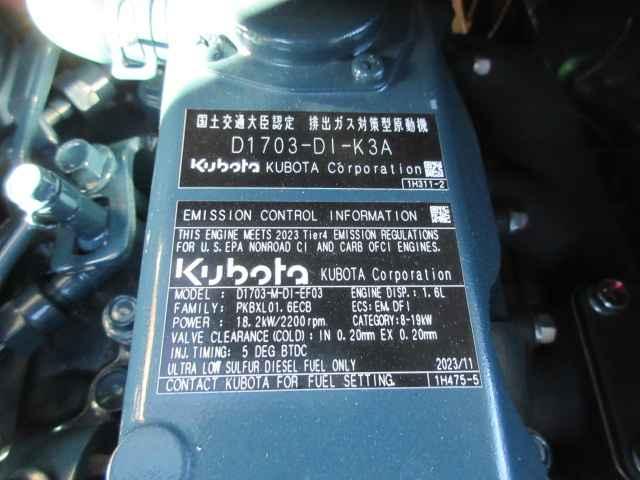 国土交通大臣認定 排出ガス対策型原動機
D1703-DI-K3A
Kubota KUBOTA Corporation
1H311-2
EMISSION CONTROL INFORMATION
THIS ENGINE MEETS 2023 Tier4 EMISSION REGULATIONS
FOR U.S. EPA NONROAD CI AND CARB OFCI ENGINES.
Kubota KUBOTA Corporation
MODEL : D1703-M-DI-EF03 ENGINE DISP.: 1.6L
FAMILY: PKBXL01.6ECB ECS: EM, DFI
POWER : 18.2kW/2200rpm CATEGORY: 8-19kW
VALVE CLEARANCE (COLD) : IN 0.20mm EX 0.20mm
INJ. TIMING: 5 DEG BTDC
ULTRA LOW SULFUR DIESEL FUEL ONLY 2023/11
CONTACT KUBOTA FOR FUEL SETTING. 1H475-5